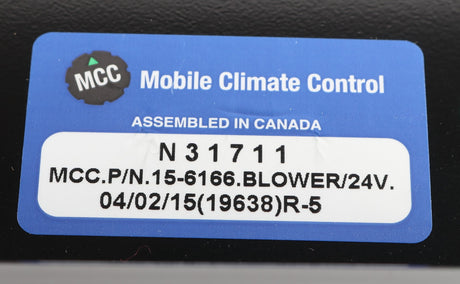 MCC Mobile Climate Control
ASSEMBLED IN CANADA
N31711
MCC.P/N.15-6166.BLOWER/24V.
04/02/15(19638)R-5